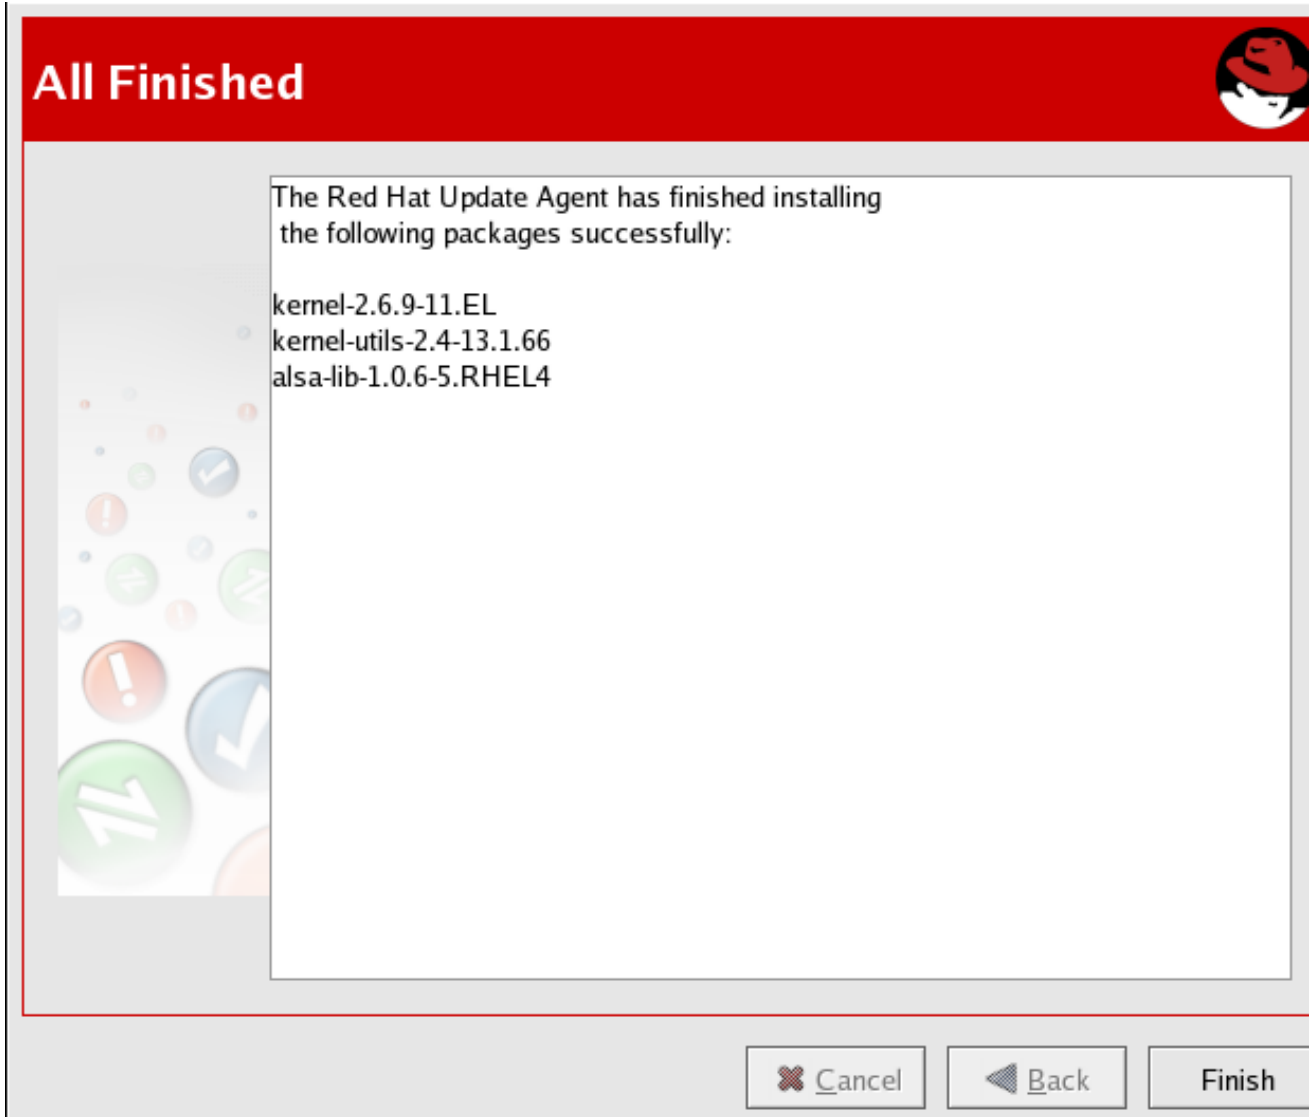 All Finished
The Red Hat Update Agent has finished installing
the following packages successfully:
kernel-2.6.9-11.EL
kernel-utils-2.4-13.1.66
alsa-lib-1.0.6-5.RHEL4
Cancel
Back
Finish